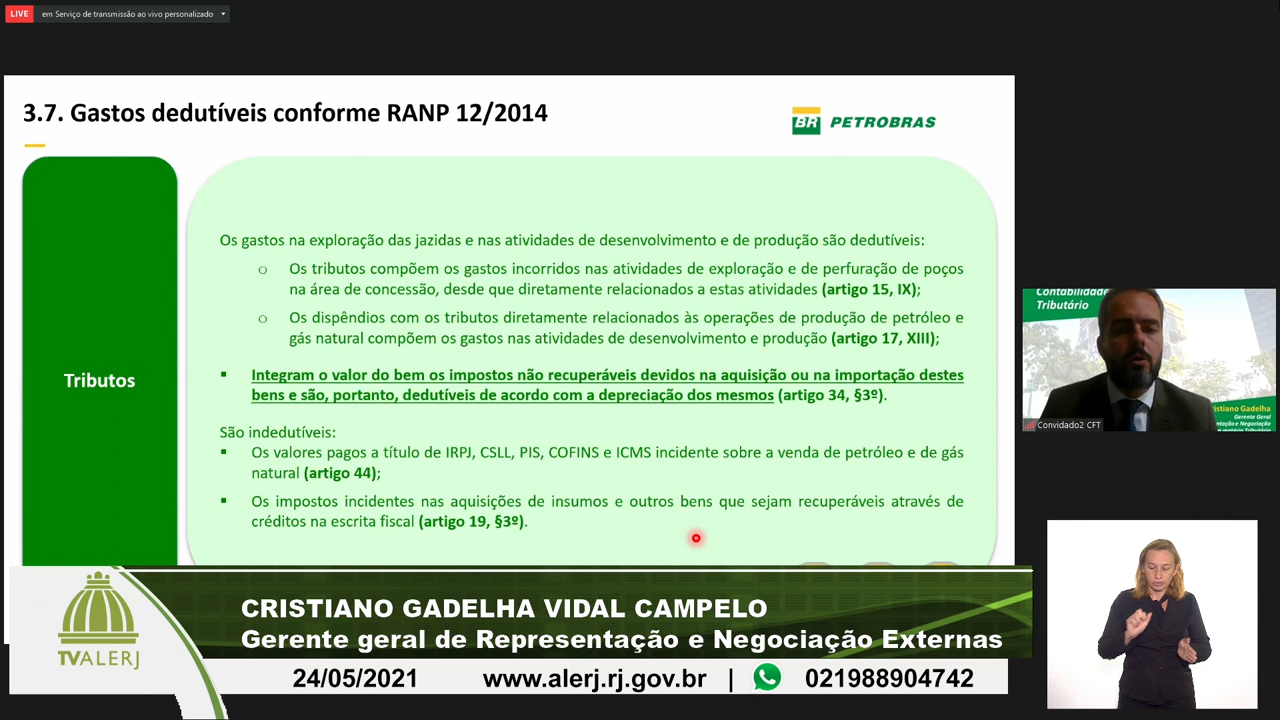 LIVE em Serviço de transmissão ao vivo personalizado
3.7. Gastos dedutíveis conforme RANP 12/2014
BR PETROBRAS
Tributos
Os gastos na exploração das jazidas e nas atividades de desenvolvimento e de produção são dedutíveis:
Os tributos compõem os gastos incorridos nas atividades de exploração e de perfuração de poços
na área de concessão, desde que diretamente relacionados a estas atividades (artigo 15, IX);
Os dispêndios com os tributos diretamente relacionados às operações de produção de petróleo e
gás natural compõem os gastos nas atividades de desenvolvimento e produção (artigo 17, XIII);
Integram o valor do bem os impostos não recuperáveis devidos na aquisição ou na importação destes
bens e são, portanto, dedutíveis de acordo com a depreciação dos mesmos (artigo 34, §3º).
São indedutíveis:
Os valores pagos a título de IRPJ, CSLL, PIS, COFINS e ICMS incidente sobre a venda de petróleo e de gás
natural (artigo 44);
Os impostos incidentes nas aquisições de insumos e outros bens que sejam recuperáveis através de
créditos na escrita fiscal (artigo 19, §3º).
Contabilidade
Tributário
ristiano Gadelha
Gerente Geral
ntação e Negociação
Tributária
Convidado2 CFT
TVALERJ
CRISTIANO GADELHA VIDAL CAMPELO
Gerente geral de Representação e Negociação Externas
24/05/2021 www.alerj.rj.gov.br | 021988904742